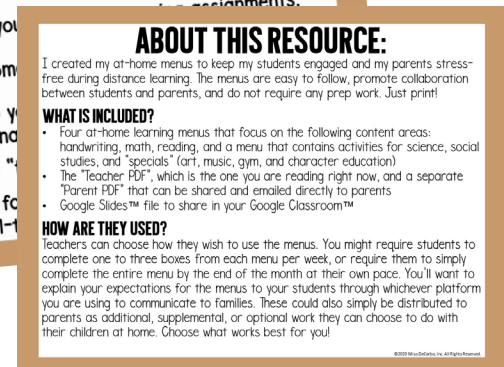 assignments.
ABOUT THIS RESOURCE:
I created my at-home menus to keep my students engaged and my parents stress-
free during distance learning. The menus are easy to follow, promote collaboration
between students and parents, and do not require any prep work. Just print!
WHAT IS INCLUDED?
• Four at-home learning menus that focus on the following content areas:
handwriting, math, reading, and a menu that contains activities for science, social
studies, and "specials" (art, music, gym, and character education)
• The "Teacher PDF", which is the one you are reading right now, and a separate
"Parent PDF" that can be shared and emailed directly to parents
• Google Slides™ file to share in your Google Classroom™
HOW ARE THEY USED?
Teachers can choose how they wish to use the menus. You might require students to
complete one to three boxes from each menu per week, or require them to simply
complete the entire menu by the end of the month at their own pace. You'll want to
explain your expectations for the menus to your students through whichever platform
you are using to communicate to families. These could also simply be distributed to
parents as additional, supplemental, or optional work they can choose to do with
their children at home. Choose what works best for you!
©2020 Miss DeCarbo, Inc. All Rights Reserved.